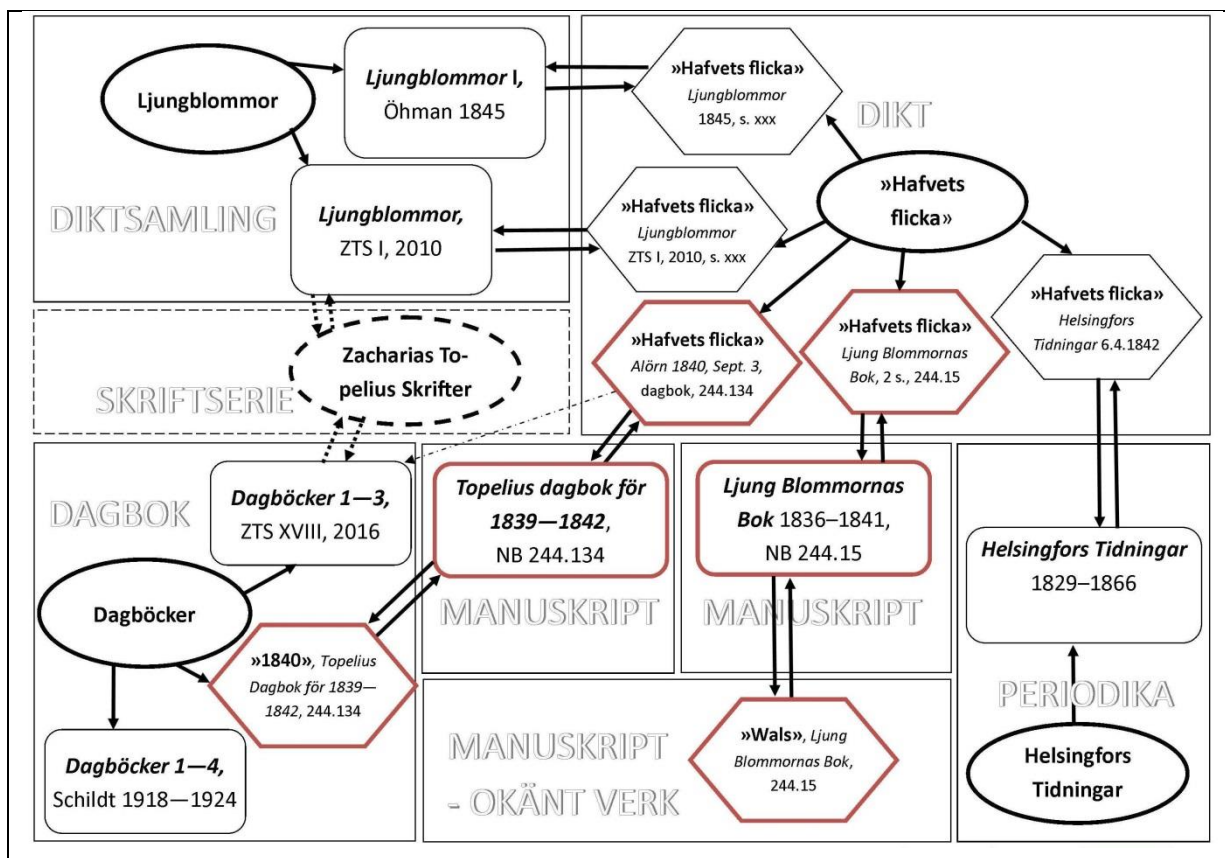 Ljungblommor
Ljungblommor I,
Öhman 1845
»Hafvets flicka»
Ljungblommor
1845, s. xxx
DIKT
DIKTSAMLING
Ljungblommor,
ZTS I, 2010
»Hafvets flicka»
Ljungblommor
ZTS I, 2010, s. xxx
»Hafvets
flicka»
»Hafvets flicka»
Helsingfors
Tidningar 6.4.1842
»Hafvets flicka»
Alörn 1840, Sept. 3,
dagbok, 244.134
»Hafvets flicka»
Ljung Blommornas
Bok, 2 s., 244.15
SKRIFTSERIE
Zacharias To-
pelius Skrifter
DAGBOK
Dagböcker 1—3,
ZTS XVIII, 2016
Dagböcker
»1840», Topelius
Dagbok för 1839—
1842, 244.134
Dagböcker 1—4,
Schildt 1918—1924
Topelius dagbok för
1839—1842,
NB 244.134
MANUSKRIPT
Ljung Blommornas
Bok 1836–1841,
NB 244.15
MANUSKRIPT
MANUSKRIPT
- OKÄNT VERK
»Wals», Ljung
Blommornas Bok,
244.15
Helsingfors Tidningar
1829–1866
PERIODIKA
Helsingfors
Tidningar